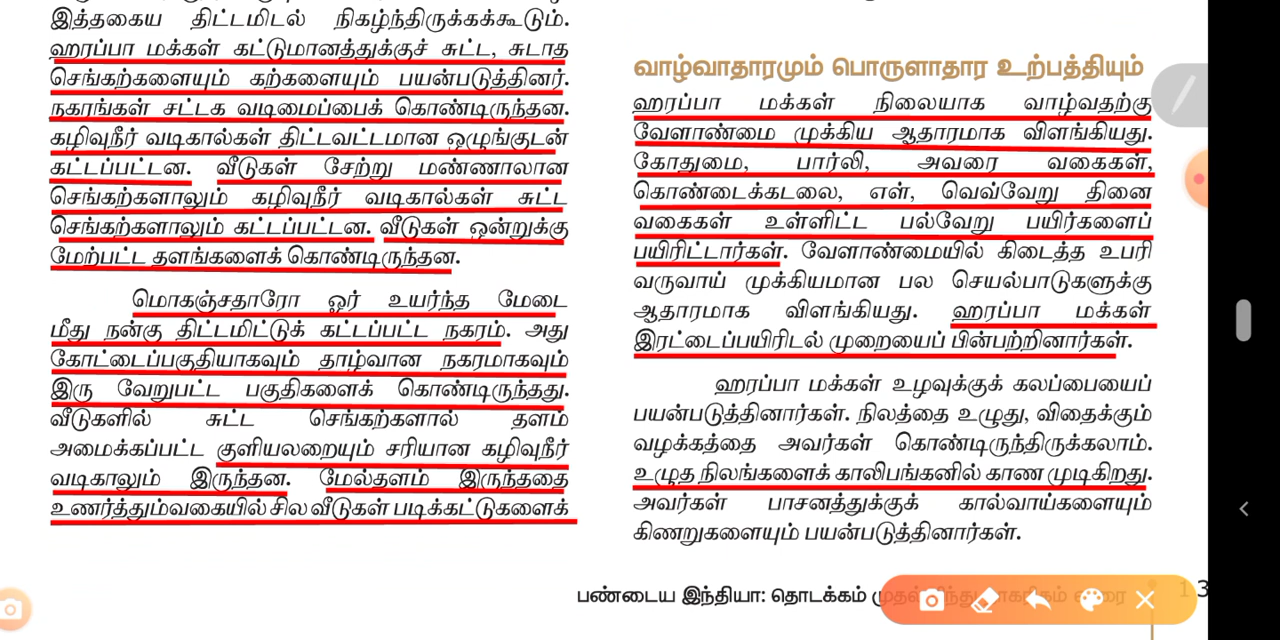 இத்தகைய திட்டமிடல் நிகழ்ந்திருக்கக்கூடும்.
ஹரப்பா மக்கள் கட்டுமானத்துக்குச் சுட்ட, சுடாத
செங்கற்களையும் கற்களையும் பயன்படுத்தினர்.
நகரங்கள் சட்டக வடிமைப்பைக் கொண்டிருந்தன.
கழிவுநீர் வடிகால்கள் திட்டவட்டமான ஒழுங்குடன்
கட்டப்பட்டன. வீடுகள் சேற்று மண்ணாலான
செங்கற்களாலும் கழிவுநீர் வடிகால்கள் சுட்ட
செங்கற்களாலும் கட்டப்பட்டன. வீடுகள் ஒன்றுக்கு
மேற்பட்ட தளங்களைக் கொண்டிருந்தன.
மொகஞ்சதாரோ ஓர் உயர்ந்த மேடை
மீது நன்கு திட்டமிட்டுக் கட்டப்பட்ட நகரம். அது
கோட்டைப்பகுதியாகவும் தாழ்வான நகரமாகவும்
இரு வேறுபட்ட பகுதிகளைக் கொண்டிருந்தது.
வீடுகளில் சுட்ட செங்கற்களால் தளம்
அமைக்கப்பட்ட குளியலறையும் சரியான கழிவுநீர்
வடிகாலும் இருந்தன. மேல்தளம் இருந்ததை
உணர்த்தும்வகையில் சில வீடுகள் படிக்கட்டுகளைக்
வாழ்வாதாரமும் பொருளாதார உற்பத்தியும்
ஹரப்பா மக்கள் நிலையாக வாழ்வதற்கு
வேளாண்மை முக்கிய ஆதாரமாக விளங்கியது.
கோதுமை, பார்லி, அவரை வகைகள்,
கொண்டைக்கடலை, எள், வெவ்வேறு தினை
வகைகள் உள்ளிட்ட பல்வேறு பயிர்களைப்
பயிரிட்டார்கள். வேளாண்மையில் கிடைத்த உபரி
வருவாய் முக்கியமான பல செயல்பாடுகளுக்கு
ஆதாரமாக விளங்கியது. ஹரப்பா மக்கள்
இரட்டைப்பயிரிடல் முறையைப் பின்பற்றினார்கள்.
ஹரப்பா மக்கள் உழவுக்குக் கலப்பையைப்
பயன்படுத்தினார்கள். நிலத்தை உழுது, விதைக்கும்
வழக்கத்தை அவர்கள் கொண்டிருந்திருக்கலாம்.
உழுத நிலங்களைக் காலிபங்கனில் காண முடிகிறது.
அவர்கள் பாசனத்துக்குக் கால்வாய்களையும்
கிணறுகளையும் பயன்படுத்தினார்கள்.
பண்டைய இந்தியா: தொடக்கம் முதல் 13